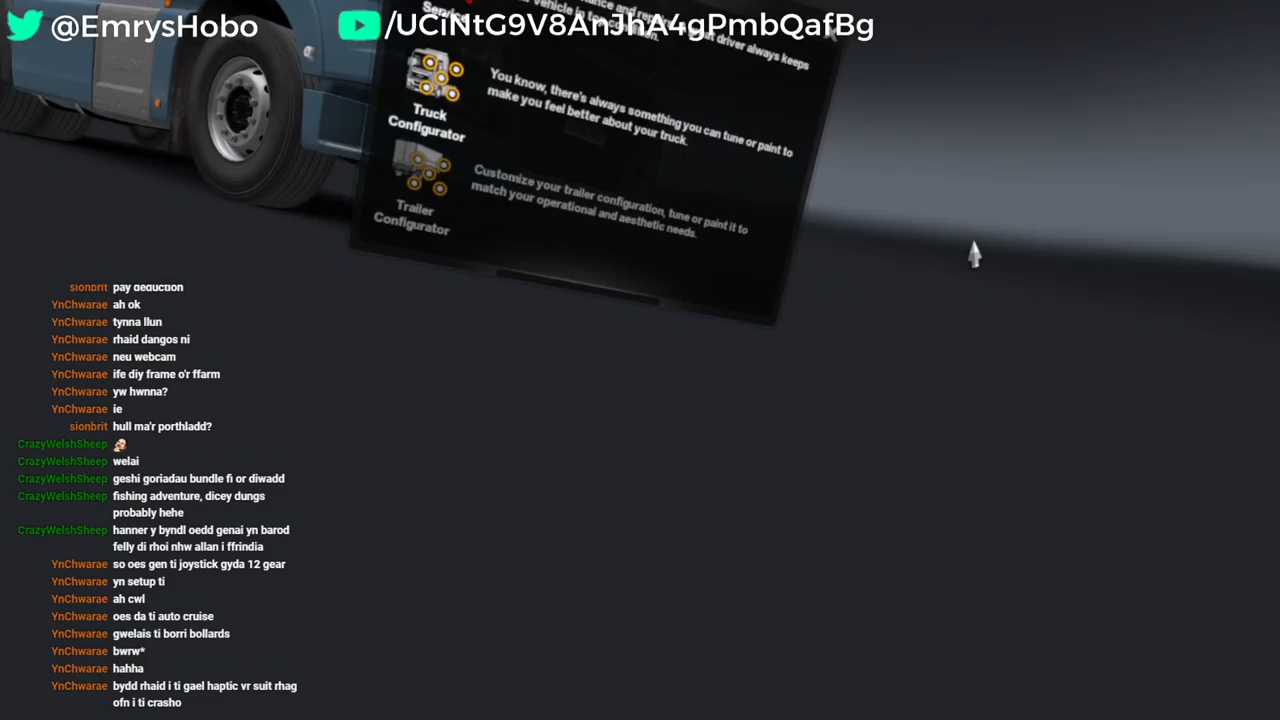 @EmrysHobo
/UCiNtG9V8AnJhA4gPmbQafBg
Service
Truck
Configurator
You know, there's always something you can tune or paint to
make you feel better about your truck.
Trailer
Configurator
Customize your trailer configuration, tune or paint it to
match your operational and aesthetic needs.
sionbrit pay deduction
YnChwarae ah ok
YnChwarae tynna llun
YnChwarae rhaid dangos ni
YnChwarae neu webcam
YnChwarae ife diy frame o'r ffarm
YnChwarae yw hwnna?
YnChwarae ie
sionbrit hull ma'r porthladd?
CrazyWelshSheep
CrazyWelshSheep welai
CrazyWelshSheep geshi goriadau bundle fi or diwadd
CrazyWelshSheep fishing adventure, dicey dungs
probably hehe
CrazyWelshSheep hanner y byndl oedd genai yn barod
felly di rhoi nhw allan i ffrindia
YnChwarae so oes gen ti joystick gyda 12 gear
YnChwarae yn setup ti
YnChwarae ah cwl
YnChwarae oes da ti auto cruise
YnChwarae gwelais ti borri bollards
YnChwarae bwrw*
YnChwarae hahha
YnChwarae bydd rhaid i ti gael haptic vr suit rhag
ofn i ti crasho